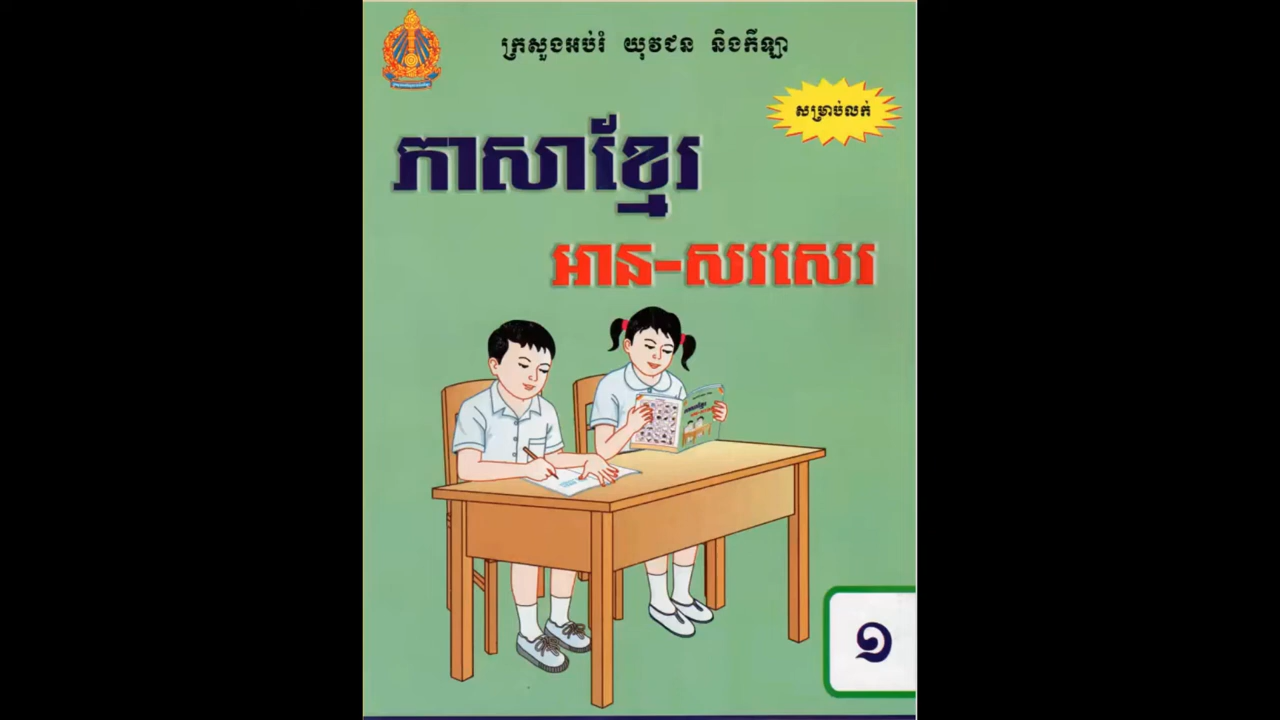 ក្រសួងអប់រំ យុវជន និងកីឡា
សម្រាប់លក់
ភាសាខ្មែរ
អាន-សរសេរ
១